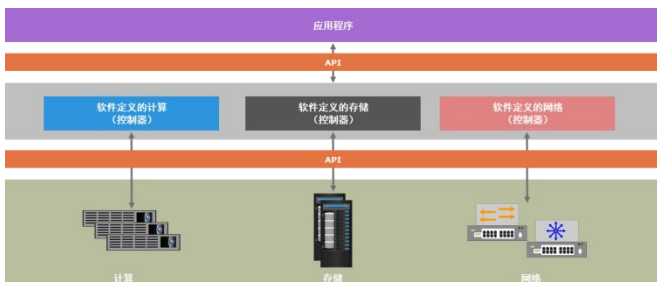 应用程序
API
软件定义的计算
（控制器）
软件定义的存储
（控制器）
软件定义的网络
（控制器）
API
计算
存储
网络